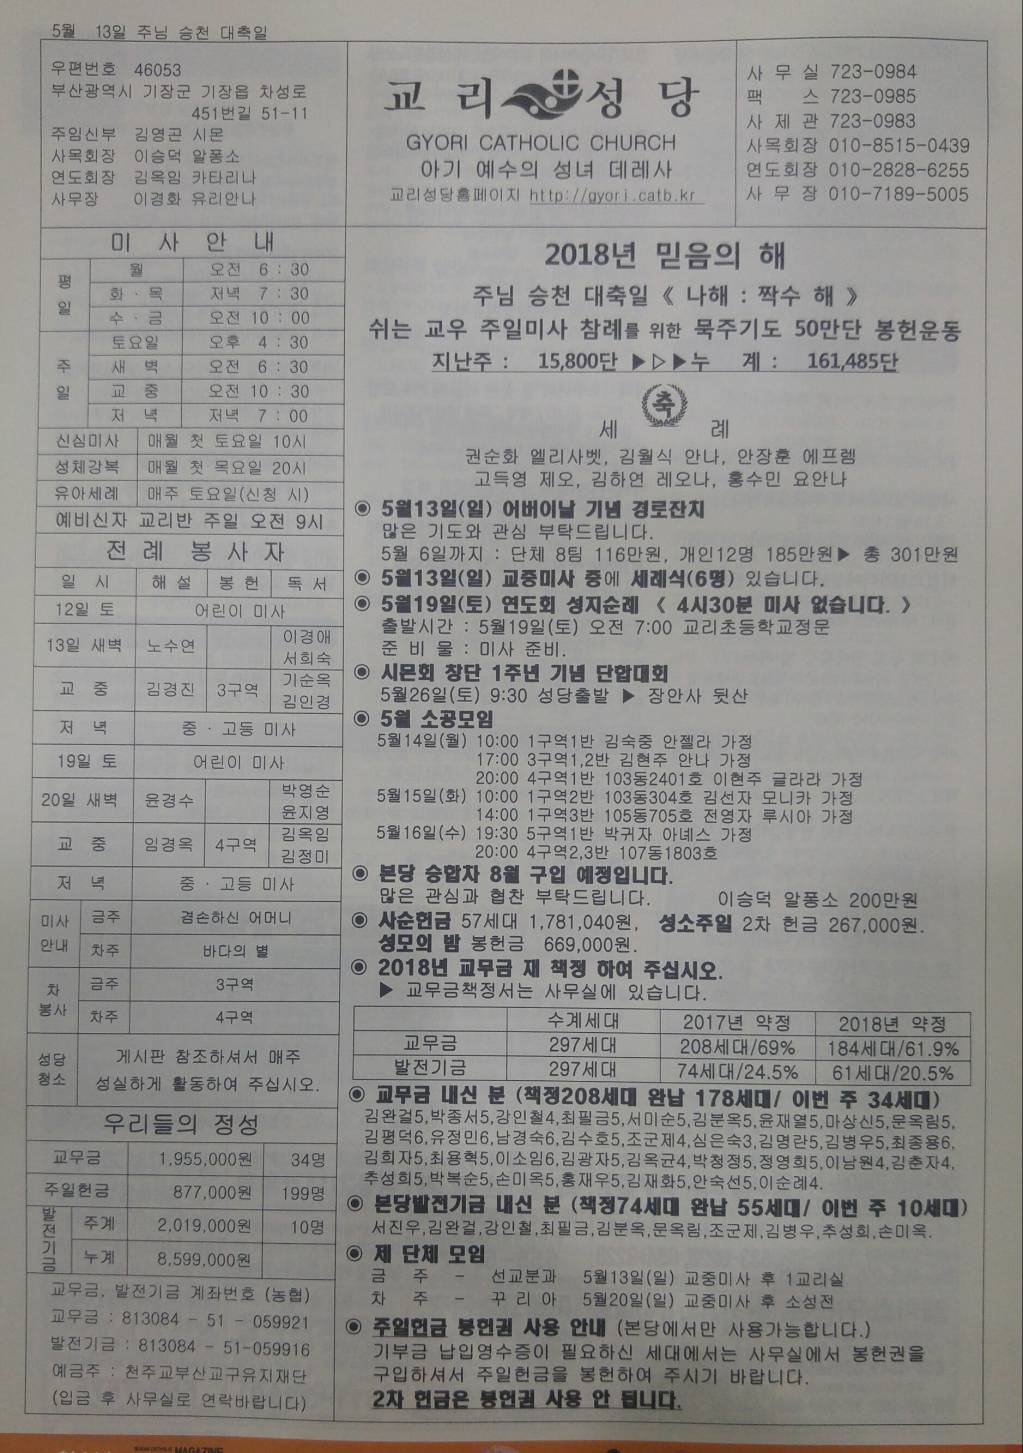 5월 13일 주님 승천 대축일
우편번호 46053
부산광역시 기장군 기장읍 차성로
451번길 51-11
주임신부 김영곤 시몬
사목회장 이승덕 알퐁소
연도회장 김옥임 카타리나
사무장 이경화 유리안나
교 리 성 당
GYORI CATHOLIC CHURCH
아기 예수의 성녀 데레사
교리성당홈페이지 http://gyori.catb.kr
사 무 실 723-0984
팩 스 723-0985
사 제 관 723-0983
사목회장 010-8515-0439
연도회장 010-2828-6255
사 무 장 010-7189-5005
미 사 안 내
평일 월 오전 6 : 30
화 · 목 저녁 7 : 30
수 · 금 오전 10 : 00
주일 토요일 오후 4 : 30
새 벽 오전 6 : 30
교 중 오전 10 : 30
저 녁 저녁 7 : 00
신심미사 매월 첫 토요일 10시
성체강복 매월 첫 목요일 20시
유아세례 매주 토요일(신청 시)
예비신자 교리반 주일 오전 9시
전 례 봉 사 자
일 시 해 설 봉 헌 독 서
12일 토 어린이 미사
13일 새벽 노수연 이경애
서희숙
교 중 김경진 3구역 기순옥
김인경
저 녁 중 · 고등 미사
19일 토 어린이 미사
20일 새벽 윤경수 박영순
윤지영
교 중 임경옥 4구역 김옥임
김정미
저 녁 중 · 고등 미사
미사안내 금주 겸손하신 어머니
차주 바다의 별
차봉사 금주 3구역
차주 4구역
성당청소 게시판 참조하셔서 매주
성실하게 활동하여 주십시오.
우리들의 정성
교무금 1,955,000원 34명
주일헌금 877,000원 199명
발전기금 주계 2,019,000원 10명
누계 8,599,000원
교무금, 발전기금 계좌번호 (농협)
교무금 : 813084 - 51 - 059921
발전기금 : 813084 - 51-059916
예금주 : 천주교부산교구유지재단
(입금 후 사무실로 연락바랍니다)
2018년 믿음의 해
주님 승천 대축일 《 나해 : 짝수 해 》
쉬는 교우 주일미사 참례를 위한 묵주기도 50만단 봉헌운동
지난주 : 15,800단 ▶▷▶누 계 : 161,485단
축
세 례
권순화 엘리사벳, 김월식 안나, 안장훈 에프렘
고득영 제오, 김하연 레오나, 홍수민 요안나
◉ 5월13일(일) 어버이날 기념 경로잔치
많은 기도와 관심 부탁드립니다.
5월 6일까지 : 단체 8팀 116만원, 개인12명 185만원▶ 총 301만원
◉ 5월13일(일) 교중미사 중에 세례식(6명) 있습니다.
◉ 5월19일(토) 연도회 성지순례 《 4시30분 미사 없습니다. 》
출발시간 : 5월19일(토) 오전 7:00 교리초등학교정문
준 비 물 : 미사 준비.
◉ 시몬회 창단 1주년 기념 단합대회
5월26일(토) 9:30 성당출발 ▶ 장안사 뒷산
◉ 5월 소공모임
5월14일(월) 10:00 1구역1반 김숙중 안젤라 가정
17:00 3구역1,2반 김현주 안나 가정
20:00 4구역1반 103동2401호 이현주 글라라 가정
5월15일(화) 10:00 1구역2반 103동304호 김선자 모니카 가정
14:00 1구역3반 105동705호 전영자 루시아 가정
5월16일(수) 19:30 5구역1반 박귀자 아녜스 가정
20:00 4구역2,3반 107동1803호
◉ 본당 승합차 8월 구입 예정입니다.
많은 관심과 협찬 부탁드립니다. 이승덕 알퐁소 200만원
◉ 사순헌금 57세대 1,781,040원, 성소주일 2차 헌금 267,000원.
성모의 밤 봉헌금 669,000원.
◉ 2018년 교무금 재 책정 하여 주십시오.
▶ 교무금책정서는 사무실에 있습니다.
수계세대 2017년 약정 2018년 약정
교무금 297세대 208세대/69% 184세대/61.9%
발전기금 297세대 74세대/24.5% 61세대/20.5%
◉ 교무금 내신 분 (책정208세대 완납 178세대/ 이번 주 34세대)
김완걸5,박종서5,강인철4,최필금5,서미순5,김분옥5,윤재열5,마상신5,문옥림5,
김평덕6,유정민6,남경숙6,김수호5,조군제4,심은숙3,김명란5,김병우5,최종용6,
김희자5,최용혁5,이소임6,김광자5,김옥균4,박청정5,정영희5,이남원4,김춘자4,
추성희5,박복순5,손미옥5,홍재우5,김재화5,안숙선5,이순례4.
◉ 본당발전기금 내신 분 (책정74세대 완납 55세대/ 이번 주 10세대)
서진우,김완걸,강인철,최필금,김분옥,문옥림,조군제,김병우,추성희,손미옥.
◉ 제 단체 모임
금 주 - 선교분과 5월13일(일) 교중미사 후 1교리실
차 주 - 꾸 리 아 5월20일(일) 교중미사 후 소성전
◉ 주일헌금 봉헌권 사용 안내 (본당에서만 사용가능합니다.)
기부금 납입영수증이 필요하신 세대에서는 사무실에서 봉헌권을
구입하셔서 주일헌금을 봉헌하여 주시기 바랍니다.
2차 헌금은 봉헌권 사용 안 됩니다.